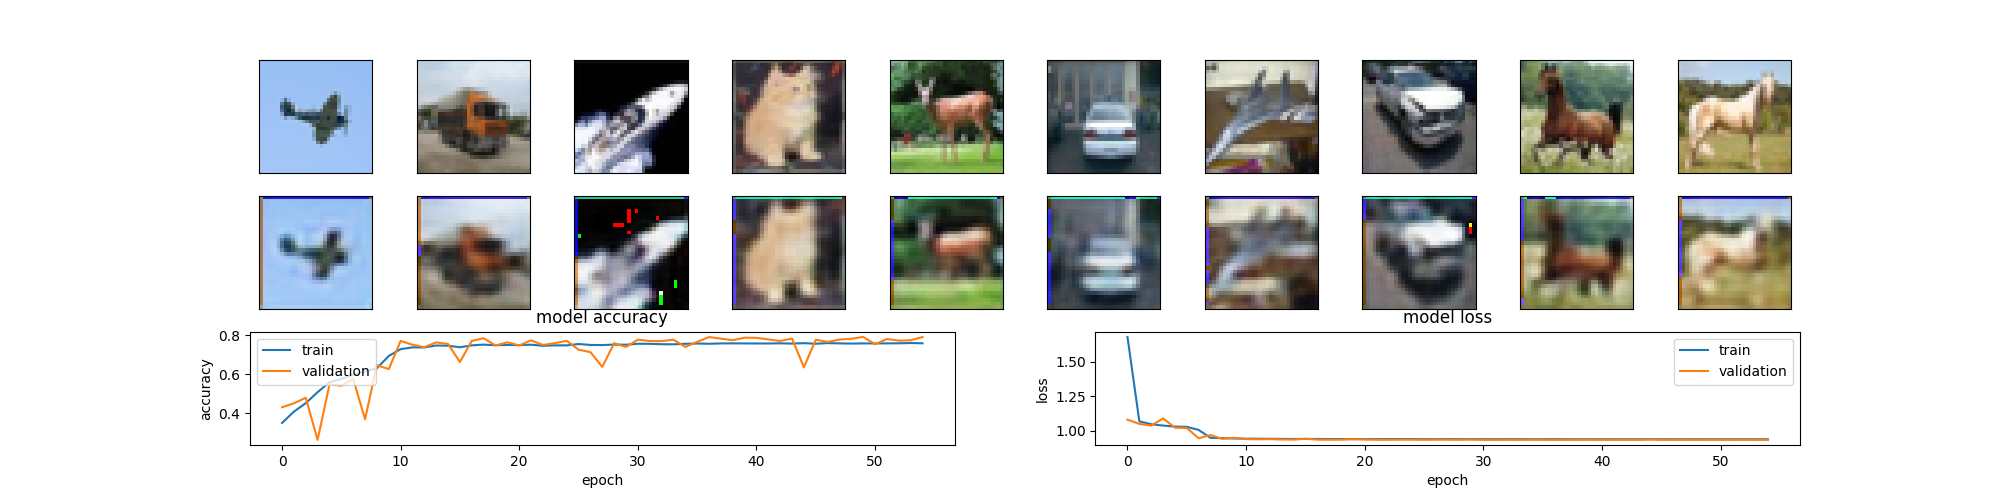 model accuracy
train
validation
0.8
0.6
0.4
accuracy
0 10 20 30 40 50
epoch
model loss
train
validation
1.50
1.25
1.00
loss
0 10 20 30 40 50
epoch